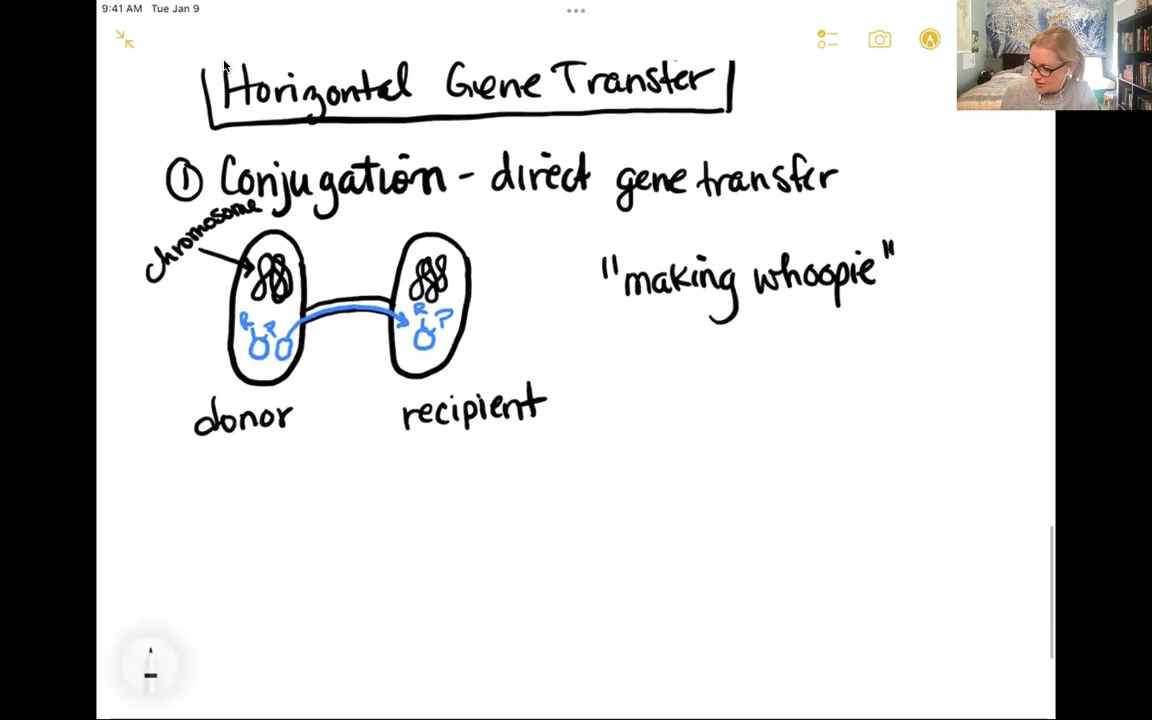 9:41 AM Tue Jan 9
Horizontal Gene Transfer
① Conjugation - direct gene transfer
chromosome
"making whoopie"
R R R P
donor recipient